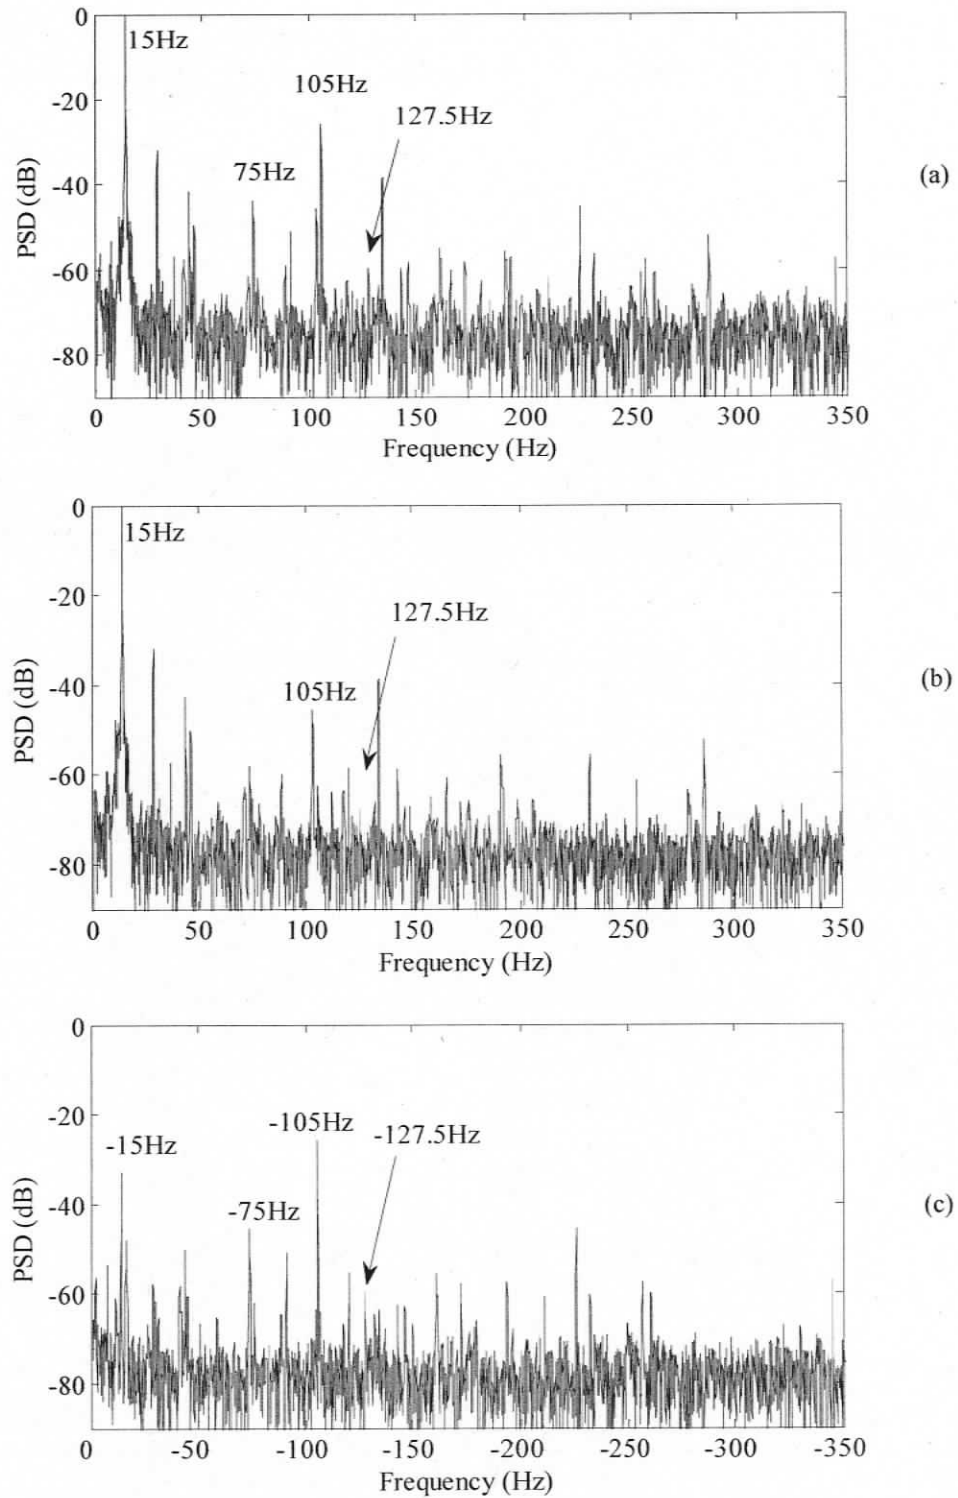 0
15Hz
105Hz
-20
127.5Hz
75Hz
PSD (dB)
(a)
-40
-60
-80
0 50 100 150 200 250 300 350
Frequency (Hz)
0
15Hz
-20
127.5Hz
PSD (dB)
(b)
105Hz
-40
-60
-80
0 50 100 150 200 250 300 350
Frequency (Hz)
0
-20
-105Hz
-127.5Hz
-15Hz
-40
-75Hz
PSD (dB)
(c)
-60
-80
0 -50 -100 -150 -200 -250 -300 -350
Frequency (Hz)